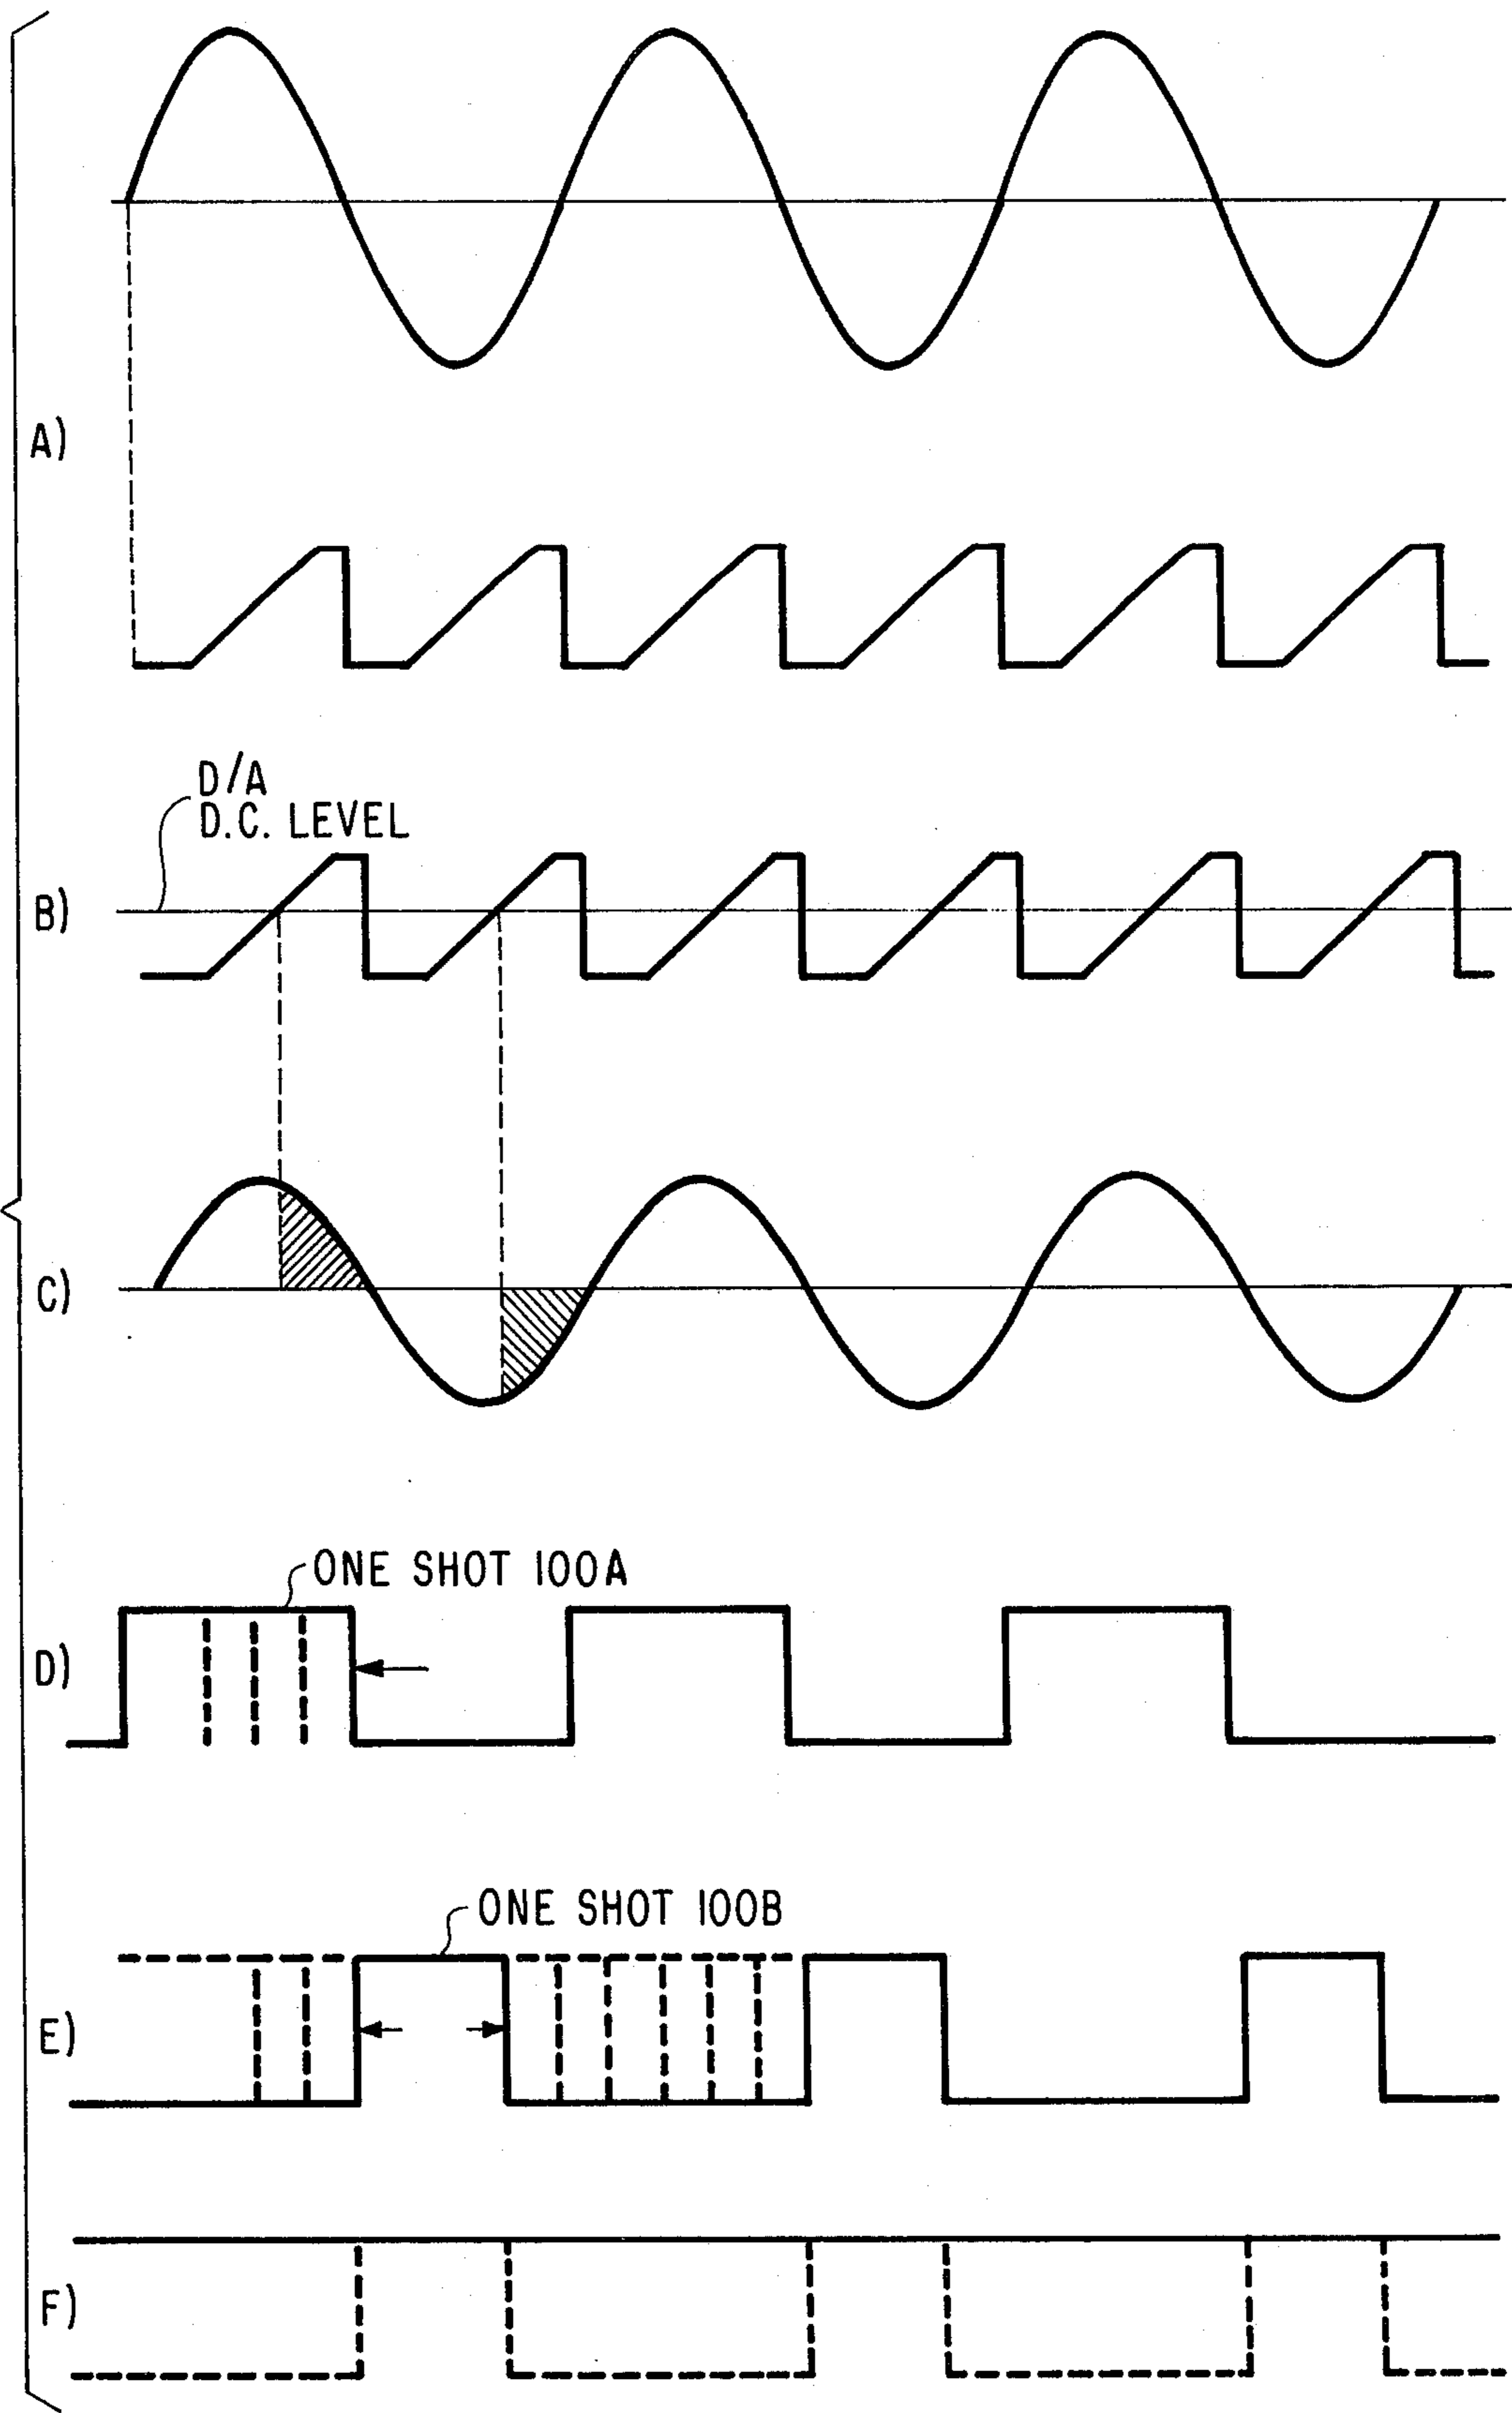 A)
D/A
D.C. LEVEL
B)
C)
ONE SHOT 100A
D)
ONE SHOT 100B
E)
F)